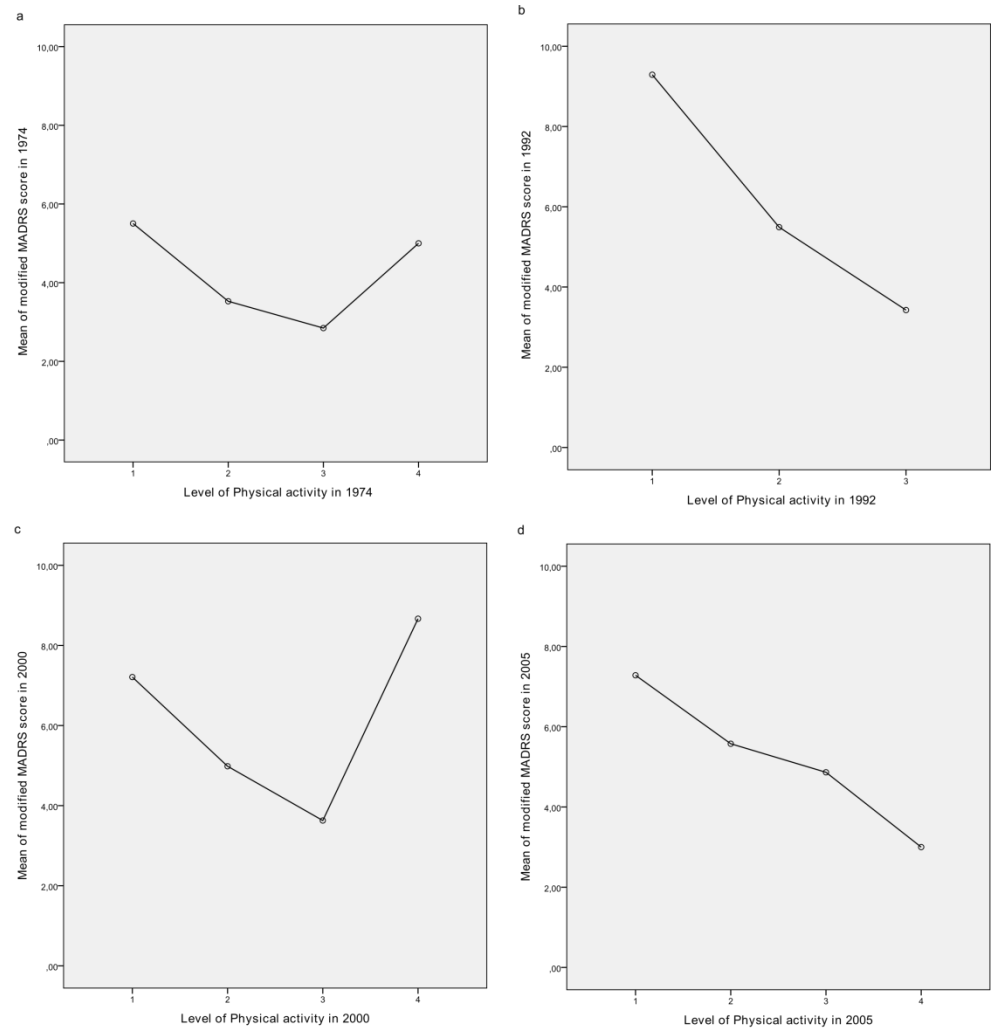 a
10,00
8,00
6,00
4,00
2,00
,00
Mean of modified MADRS score in 1974
1 2 3 4
Level of Physical activity in 1974
b
10,00
8,00
6,00
4,00
2,00
,00
Mean of modified MADRS score in 1992
1 2 3
Level of Physical activity in 1992
c
10,00
8,00
6,00
4,00
2,00
,00
Mean of modified MADRS score in 2000
1 2 3 4
Level of Physical activity in 2000
d
10,00
8,00
6,00
4,00
2,00
,00
Mean of modified MADRS score in 2005
1 2 3 4
Level of Physical activity in 2005